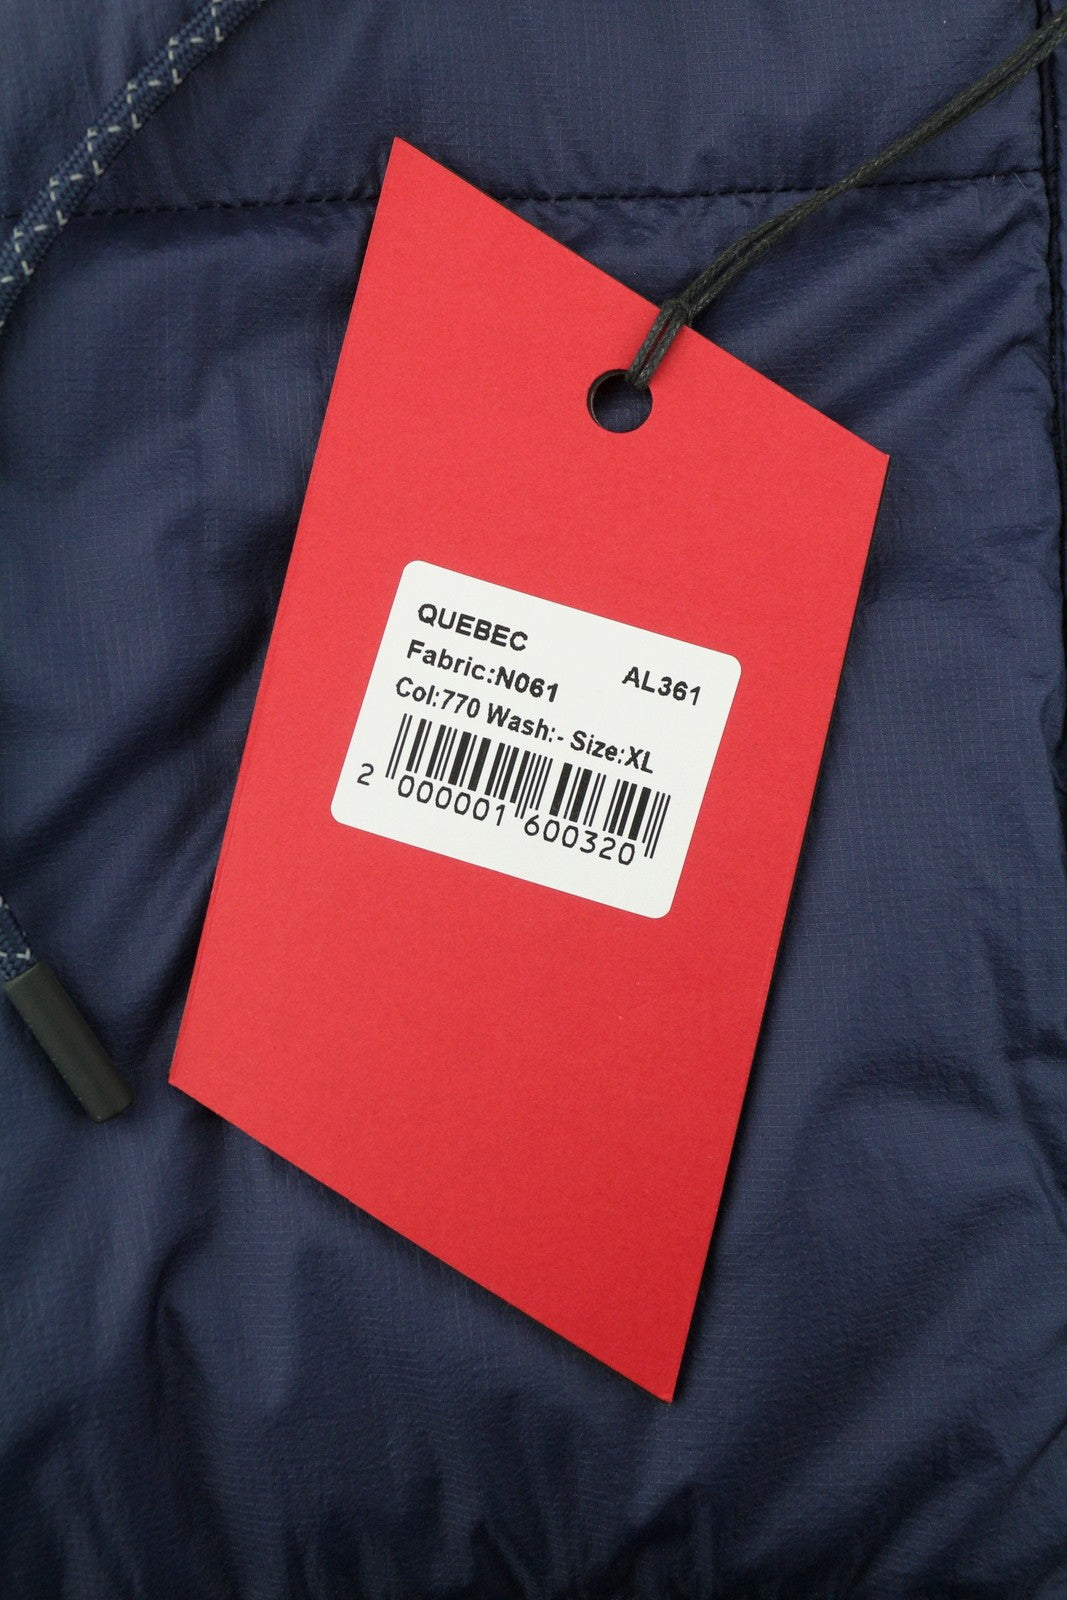 QUEBEC
Fabric:N061 AL361
Col:770 Wash:- Size:XL
2 000001 600320